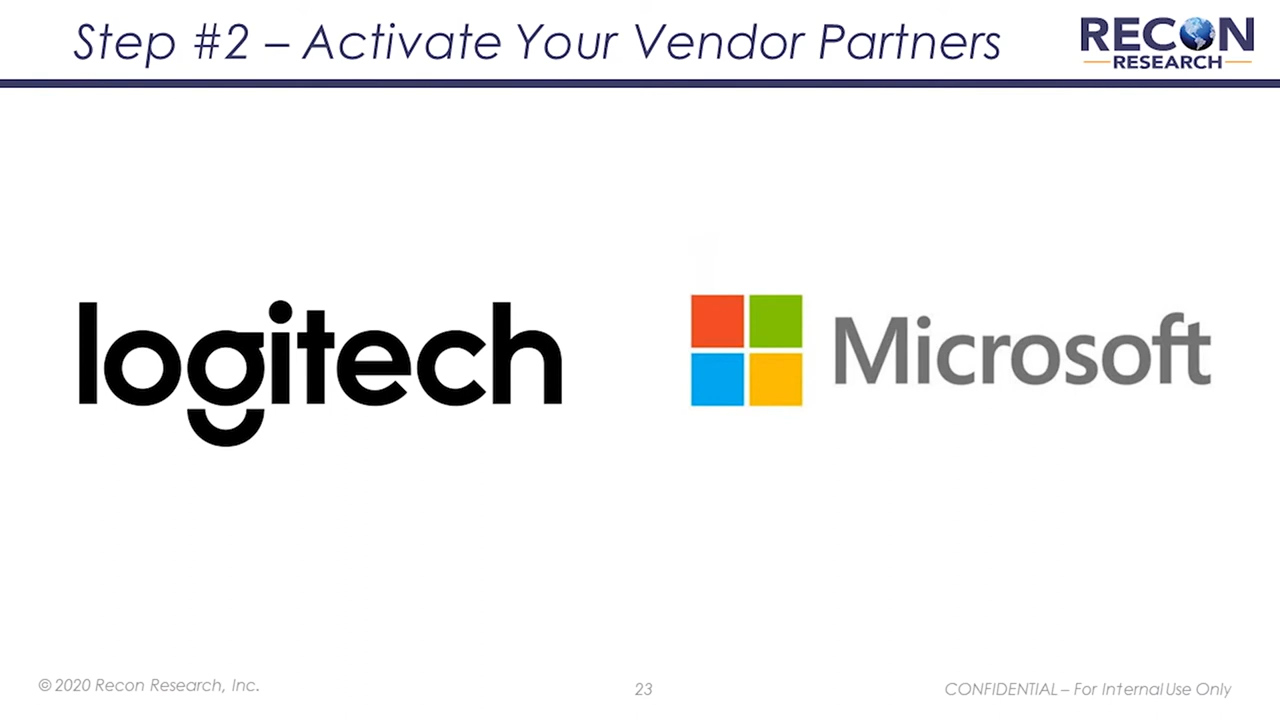 Step #2 – Activate Your Vendor Partners
RECON
RESEARCH
logitech
Microsoft
© 2020 Recon Research, Inc.
23
CONFIDENTIAL – For Internal Use Only